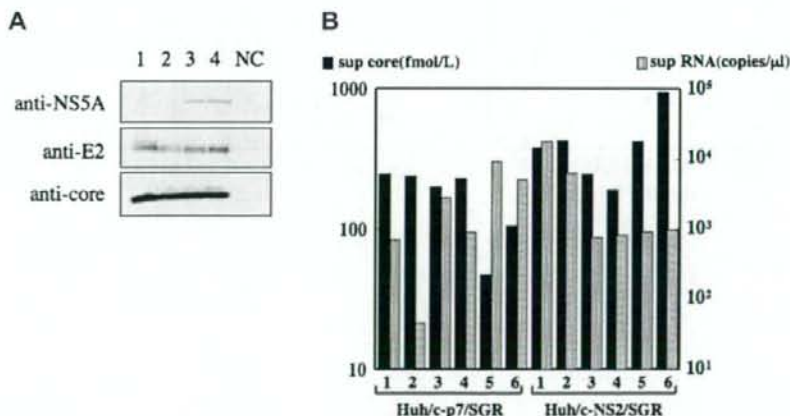 A
1 2 3 4 NC
anti-NS5A
anti-E2
anti-core
B
sup core(fmol/L)
sup RNA(copies/μl)
1000
100
10
10⁵
10⁴
10³
10²
10¹
1 2 3 4 5 6 1 2 3 4 5 6
Huh/c-p7/SGR Huh/c-NS2/SGR